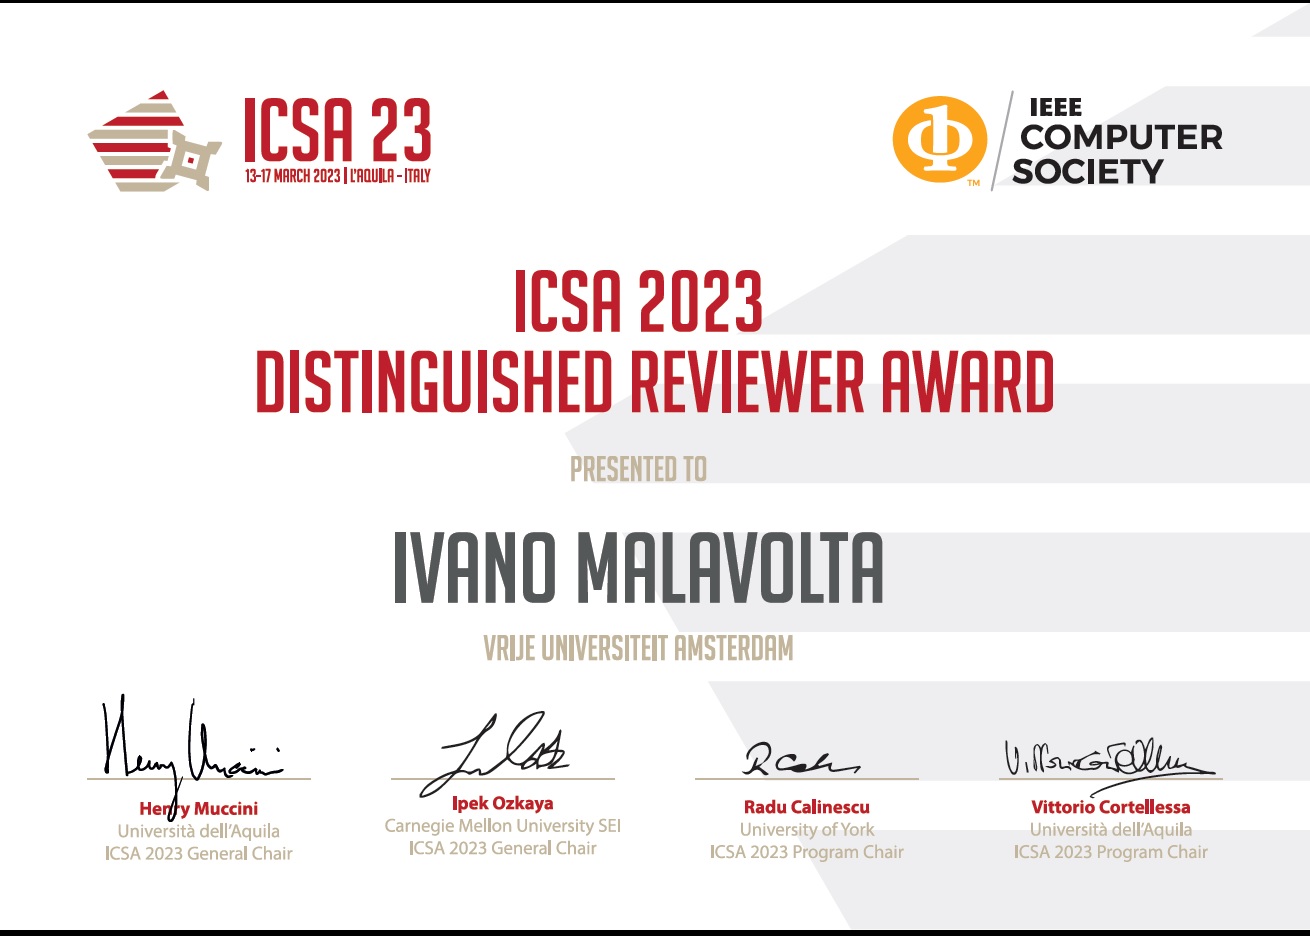 ICSA 23
13-17 MARCH 2023 | L'AQUILA - ITALY
IEEE
COMPUTER
SOCIETY
TM
ICSA 2023
DISTINGUISHED REVIEWER AWARD
PRESENTED TO
IVANO MALAVOLTA
VRIJE UNIVERSITEIT AMSTERDAM
Henry Muccini
Università dell'Aquila
ICSA 2023 General Chair
Ipek Ozkaya
Carnegie Mellon University SEI
ICSA 2023 General Chair
Radu Calinescu
University of York
ICSA 2023 Program Chair
Vittorio Cortellessa
Università dell'Aquila
ICSA 2023 Program Chair